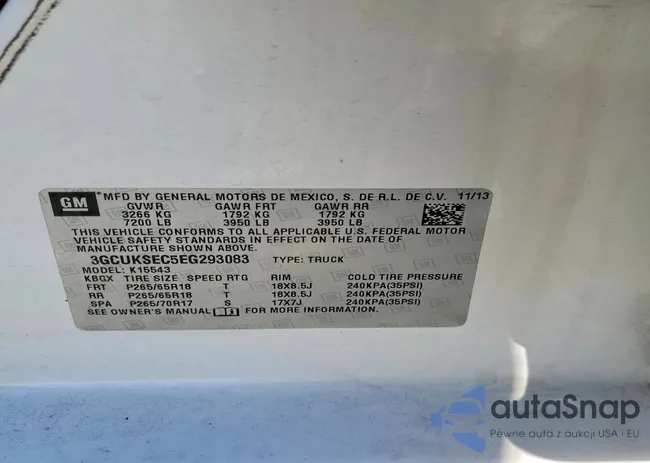 GM MFD BY GENERAL MOTORS DE MEXICO, S. DE R.L. DE C.V. 11/13
GVWR GAWR FRT GAWR RR
3266 KG 1792 KG 1792 KG
7200 LB 3950 LB 3950 LB
THIS VEHICLE CONFORMS TO ALL APPLICABLE U.S. FEDERAL MOTOR
VEHICLE SAFETY STANDARDS IN EFFECT ON THE DATE OF
MANUFACTURE SHOWN ABOVE.
3GCUKSEC5EG293083 TYPE: TRUCK
MODEL: K15543
KBGX TIRE SIZE SPEED RTG RIM COLD TIRE PRESSURE
FRT P265/65R18 T 18X8.5J 240KPA(35PSI)
RR P265/65R18 T 18X8.5J 240KPA(35PSI)
SPA P265/70R17 S 17X7J 240KPA(35PSI)
SEE OWNER'S MANUAL FOR MORE INFORMATION.
autaSnap
Pewne auta z aukcji USA i EU